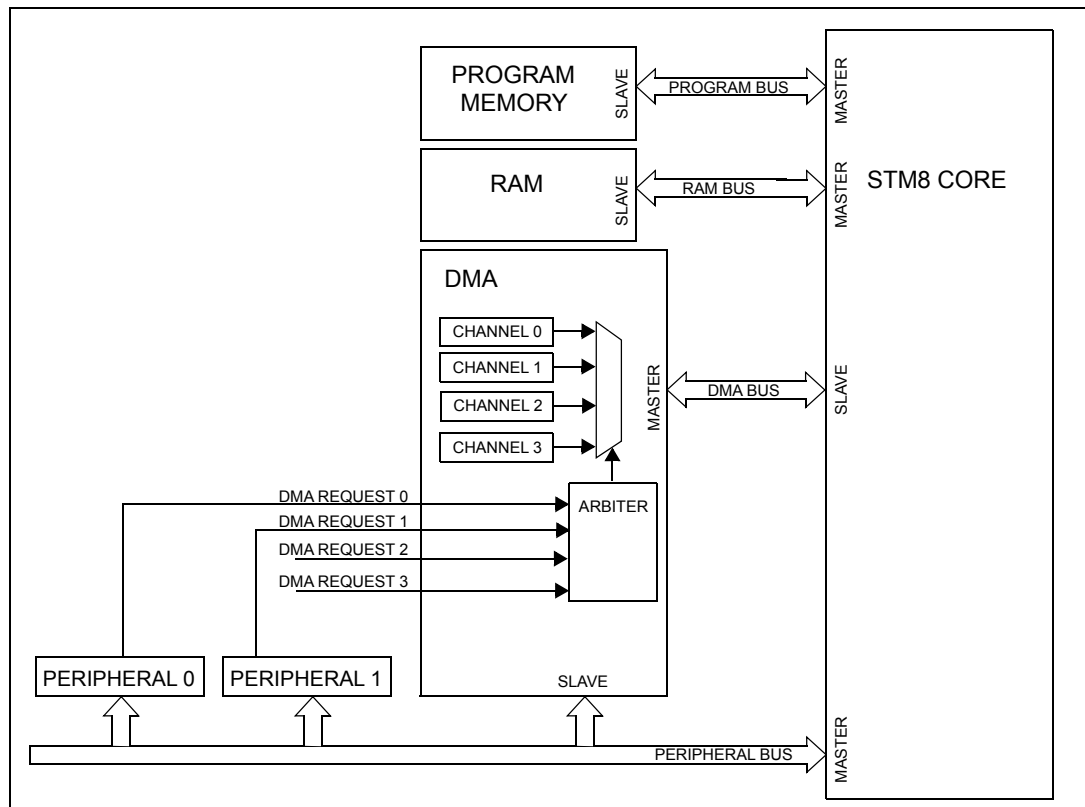 PROGRAM
MEMORY
SLAVE
PROGRAM BUS
MASTER
RAM
SLAVE
RAM BUS
MASTER
STM8 CORE
DMA
CHANNEL 0
CHANNEL 1
CHANNEL 2
CHANNEL 3
MASTER
DMA BUS
SLAVE
DMA REQUEST 0
DMA REQUEST 1
DMA REQUEST 2
DMA REQUEST 3
ARBITER
PERIPHERAL 0
PERIPHERAL 1
SLAVE
PERIPHERAL BUS
MASTER